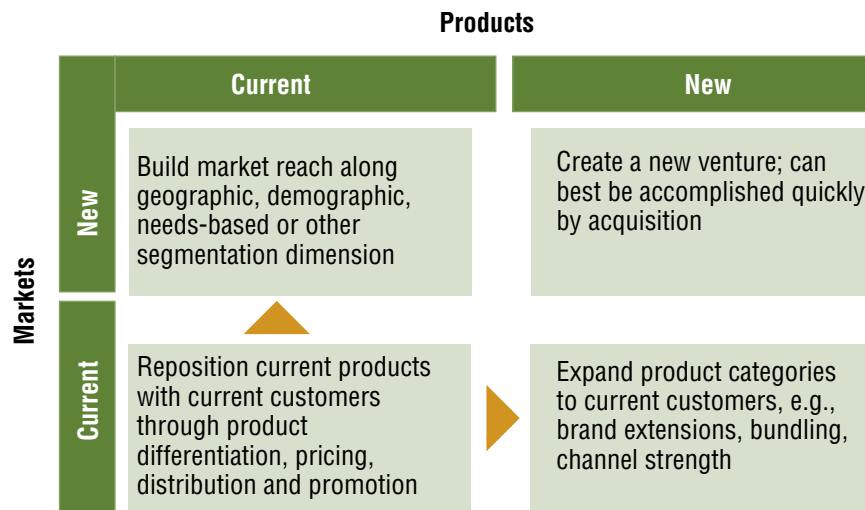 Products
Current
New
Markets
New
Build market reach along
geographic, demographic,
needs-based or other
segmentation dimension
Create a new venture; can
best be accomplished quickly
by acquisition
Current
Reposition current products
with current customers
through product
differentiation, pricing,
distribution and promotion
Expand product categories
to current customers, e.g.,
brand extensions, bundling,
channel strength